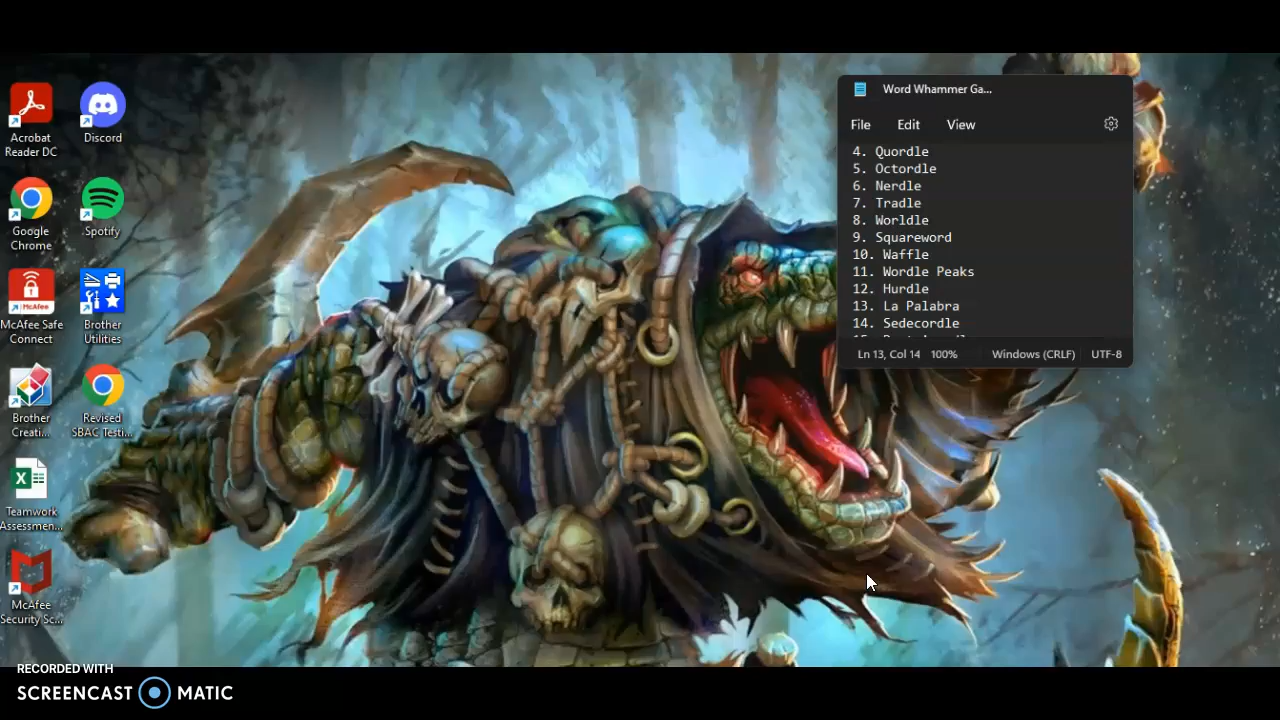 Acrobat
Reader DC
Discord
Google
Chrome
Spotify
McAfee
McAfee Safe
Connect
Brother
Utilities
Brother
Creati...
Revised
SBAC Testi...
Teamwork
Assessmen...
McAfee
Security Sc...
Word Whammer Ga...
File Edit View
4. Quordle
5. Octordle
6. Nerdle
7. Tradle
8. Worldle
9. Squareword
10. Waffle
11. Wordle Peaks
12. Hurdle
13. La Palabra
14. Sedecordle
Ln 13, Col 14 100% Windows (CRLF) UTF-8
RECORDED WITH
SCREENCAST MATIC